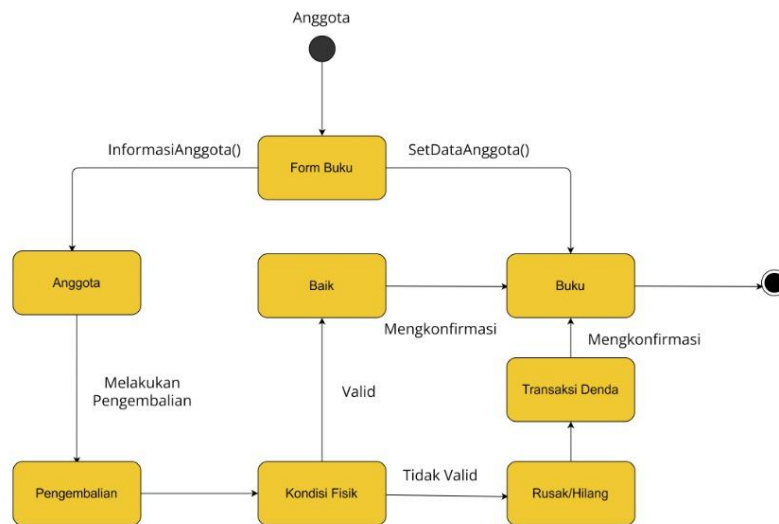 Anggota
InformasiAnggota()
SetDataAnggota()
Form Buku
Anggota
Baik
Buku
Mengkonfirmasi
Mengkonfirmasi
Melakukan
Pengembalian
Valid
Transaksi Denda
Pengembalian
Kondisi Fisik
Tidak Valid
Rusak/Hilang